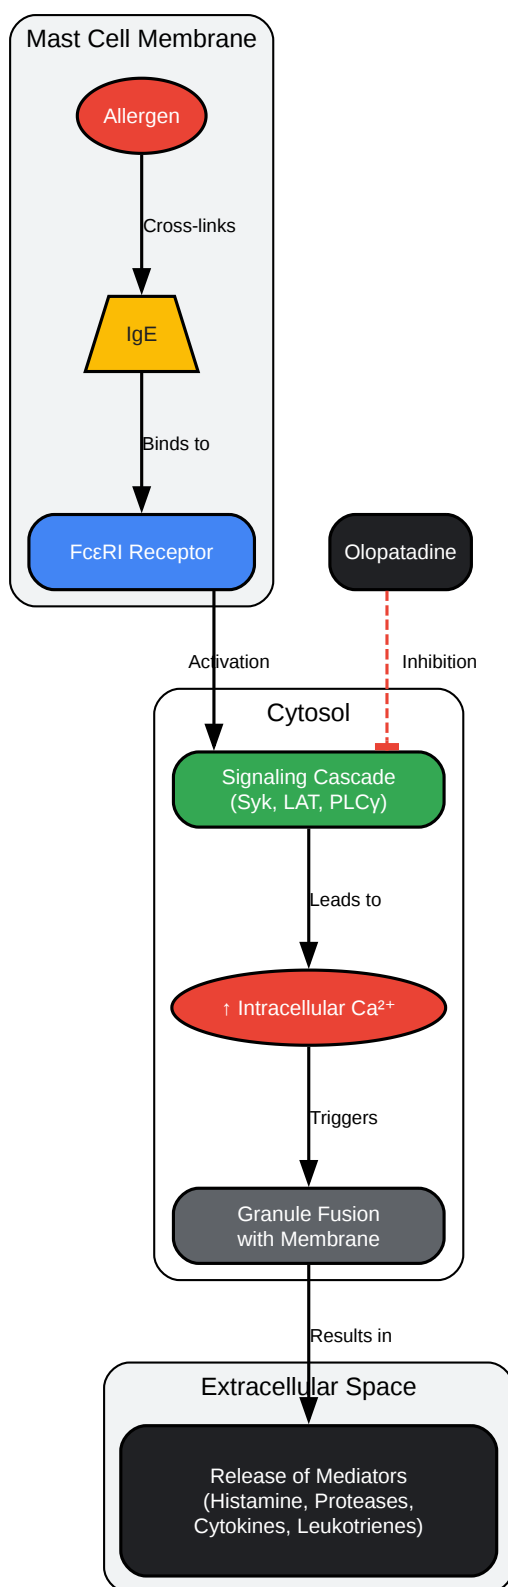 Mast Cell Membrane
Allergen
Cross-links
IgE
Binds to
FcεRI Receptor
Olopatadine
Activation
Inhibition
Cytosol
Signaling Cascade
(Syk, LAT, PLCγ)
Leads to
↑ Intracellular Ca²⁺
Triggers
Granule Fusion
with Membrane
Results in
Extracellular Space
Release of Mediators
(Histamine, Proteases,
Cytokines, Leukotrienes)